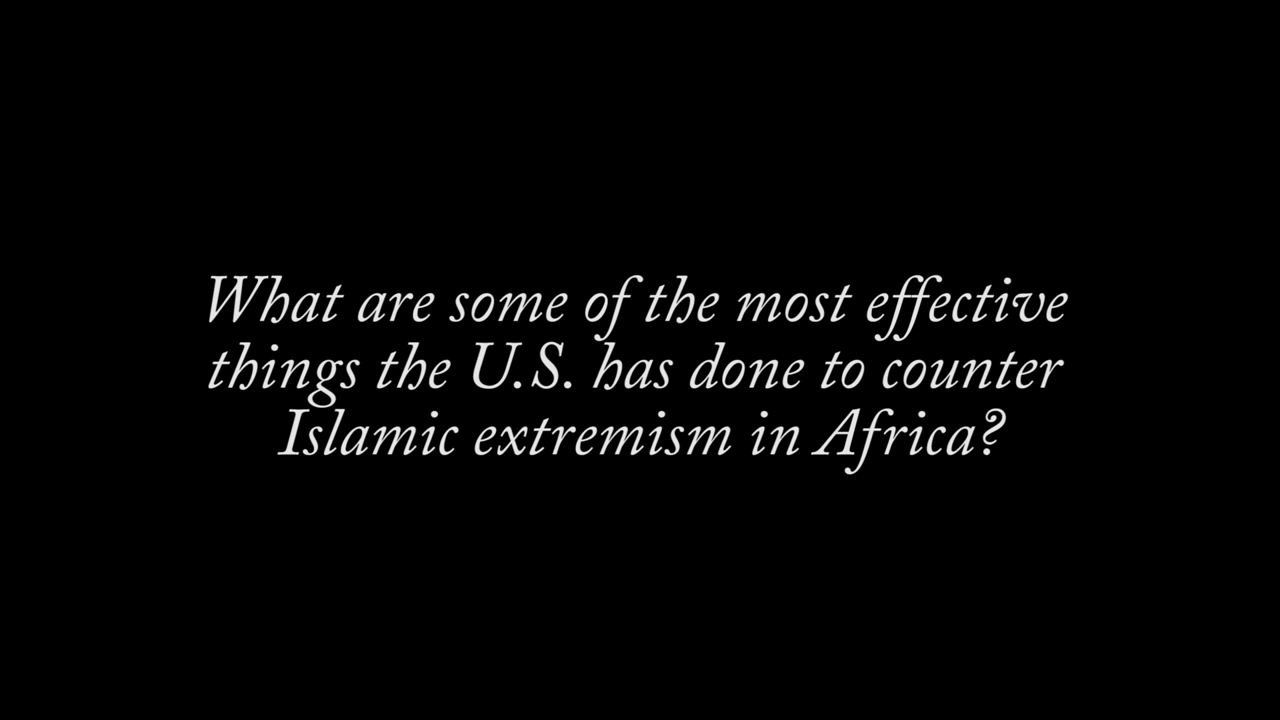 What are some of the most effective
things the U.S. has done to counter
Islamic extremism in Africa?